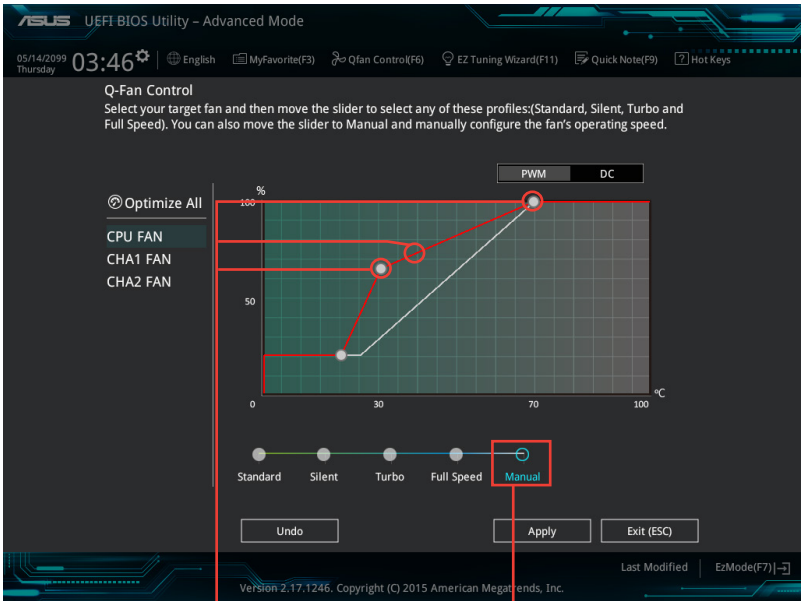 ASUS UEFI BIOS Utility – Advanced Mode
05/14/2099
Thursday
03:46 English MyFavorite(F3) Qfan Control(F6) EZ Tuning Wizard(F11) Quick Note(F9) ? Hot Keys
Q-Fan Control
Select your target fan and then move the slider to select any of these profiles:(Standard, Silent, Turbo and
Full Speed). You can also move the slider to Manual and manually configure the fan's operating speed.
PWM DC
%
Optimize All
100
CPU FAN
CHA1 FAN
CHA2 FAN
50
ºC
0 30 70 100
Standard Silent Turbo Full Speed Manual
Undo Apply Exit (ESC)
Last Modified EzMode(F7)|
Version 2.17.1246. Copyright (C) 2015 American Megatrends, Inc.